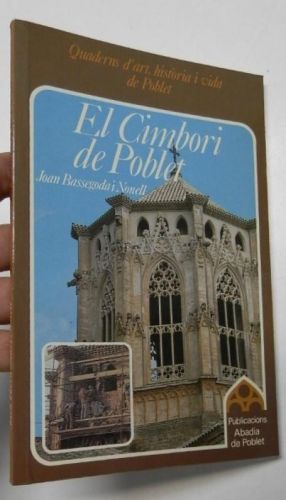 Quaderns d'art, història i vida
de Poblet
El Cimbori
de Poblet
Joan Bassegoda i Nonell
Publicacions
Abadia
de Poblet